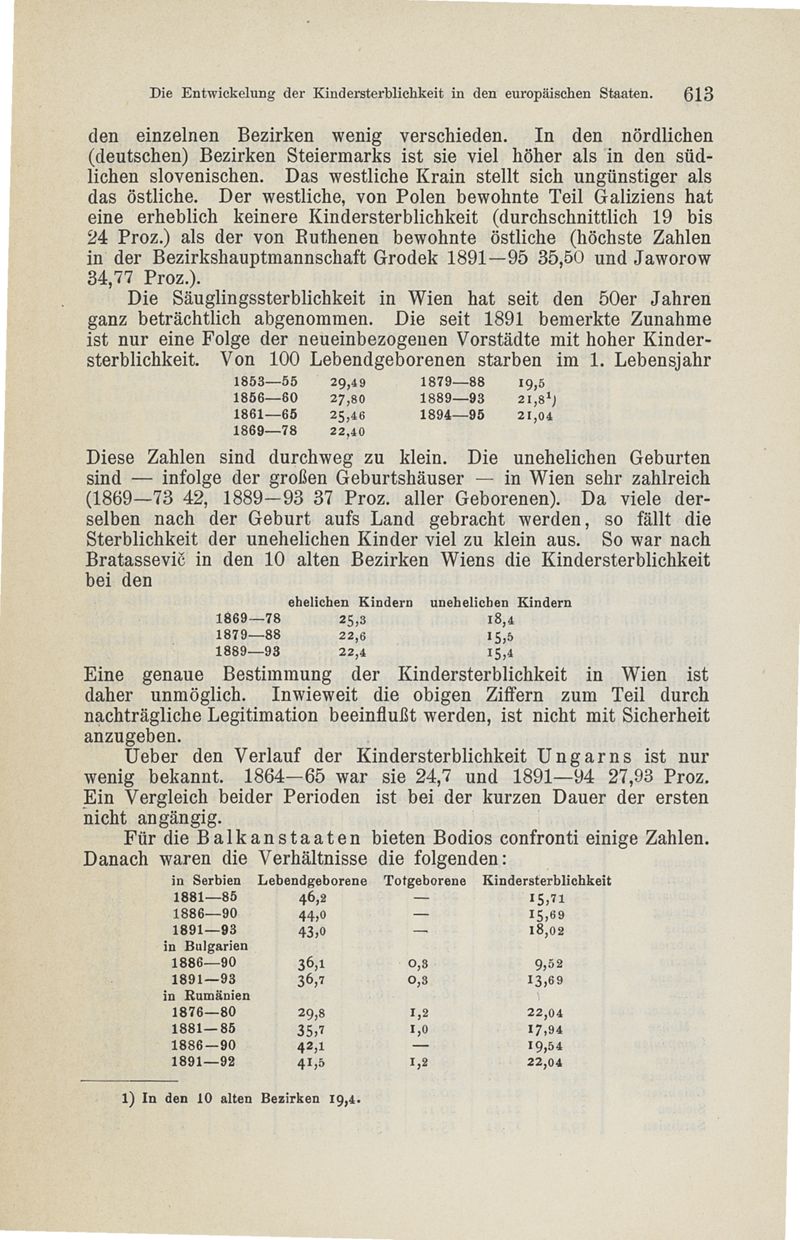 Die Entwickelung der Kindersterblichkeit in den europäischen Staaten. 613
den einzelnen Bezirken wenig verschieden. In den nördlichen
(deutschen) Bezirken Steiermarks ist sie viel höher als in den süd-
lichen slovenischen. Das westliche Krain stellt sich ungünstiger als
das östliche. Der westliche, von Polen bewohnte Teil Galiziens hat
eine erheblich keinere Kindersterblichkeit (durchschnittlich 19 bis
24 Proz.) als der von Ruthenen bewohnte östliche (höchste Zahlen
in der Bezirkshauptmannschaft Grodek 1891—95 35,50 und Jaworow
34,77 Proz.).
Die Säuglingssterblichkeit in Wien hat seit den 50er Jahren
ganz beträchtlich abgenommen. Die seit 1891 bemerkte Zunahme
ist nur eine Folge der neueinbezogenen Vorstädte mit hoher Kinder-
sterblichkeit. Von 100 Lebendgeborenen starben im 1. Lebensjahr
1853—55 29,49 1879—88 19,5
1856—60 27,80 1889—93 21,8¹)
1861—65 25,46 1894—95 21,04
1869—78 22,40
Diese Zahlen sind durchweg zu klein. Die unehelichen Geburten
sind — infolge der großen Geburtshäuser — in Wien sehr zahlreich
(1869—73 42, 1889—93 37 Proz. aller Geborenen). Da viele der-
selben nach der Geburt aufs Land gebracht werden, so fällt die
Sterblichkeit der unehelichen Kinder viel zu klein aus. So war nach
Bratassevič in den 10 alten Bezirken Wiens die Kindersterblichkeit
bei den
ehelichen Kindern unehelichen Kindern
1869—78 25,3 18,4
1879—88 22,6 15,5
1889—93 22,4 15,4
Eine genaue Bestimmung der Kindersterblichkeit in Wien ist
daher unmöglich. Inwieweit die obigen Ziffern zum Teil durch
nachträgliche Legitimation beeinflußt werden, ist nicht mit Sicherheit
anzugeben.
Ueber den Verlauf der Kindersterblichkeit Ungarns ist nur
wenig bekannt. 1864—65 war sie 24,7 und 1891—94 27,93 Proz.
Ein Vergleich beider Perioden ist bei der kurzen Dauer der ersten
nicht angängig.
Für die Balkanstaaten bieten Bodios confronti einige Zahlen.
Danach waren die Verhältnisse die folgenden:
in Serbien Lebendgeborene Totgeborene Kindersterblichkeit
1881—85 46,2 — 15,71
1886—90 44,0 — 15,69
1891—93 43,0 — 18,02
in Bulgarien
1886—90 36,1 0,3 9,52
1891—93 36,7 0,3 13,69
in Rumänien
1876—80 29,8 1,2 22,04
1881—85 35,7 1,0 17,94
1886—90 42,1 — 19,54
1891—92 41,5 1,2 22,04
1) In den 10 alten Bezirken 19,4.